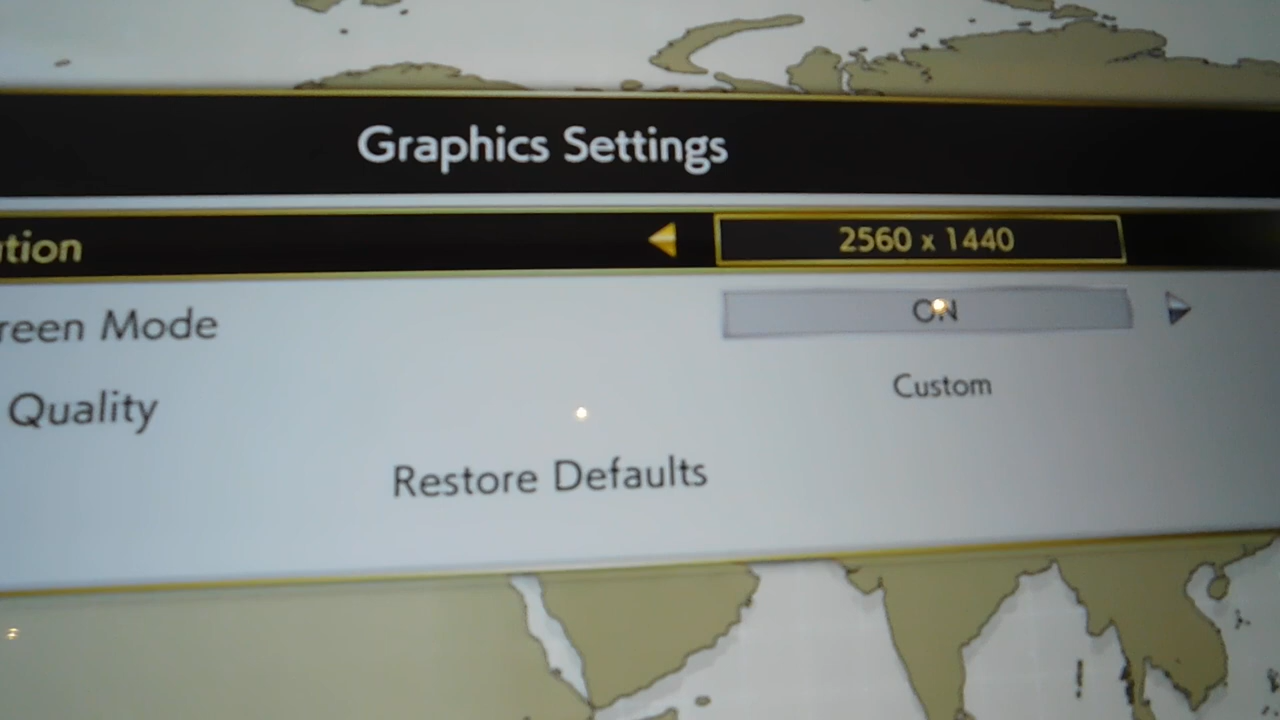 Graphics Settings
ution
2560 x 1440
reen Mode
ON
Quality
Custom
Restore Defaults